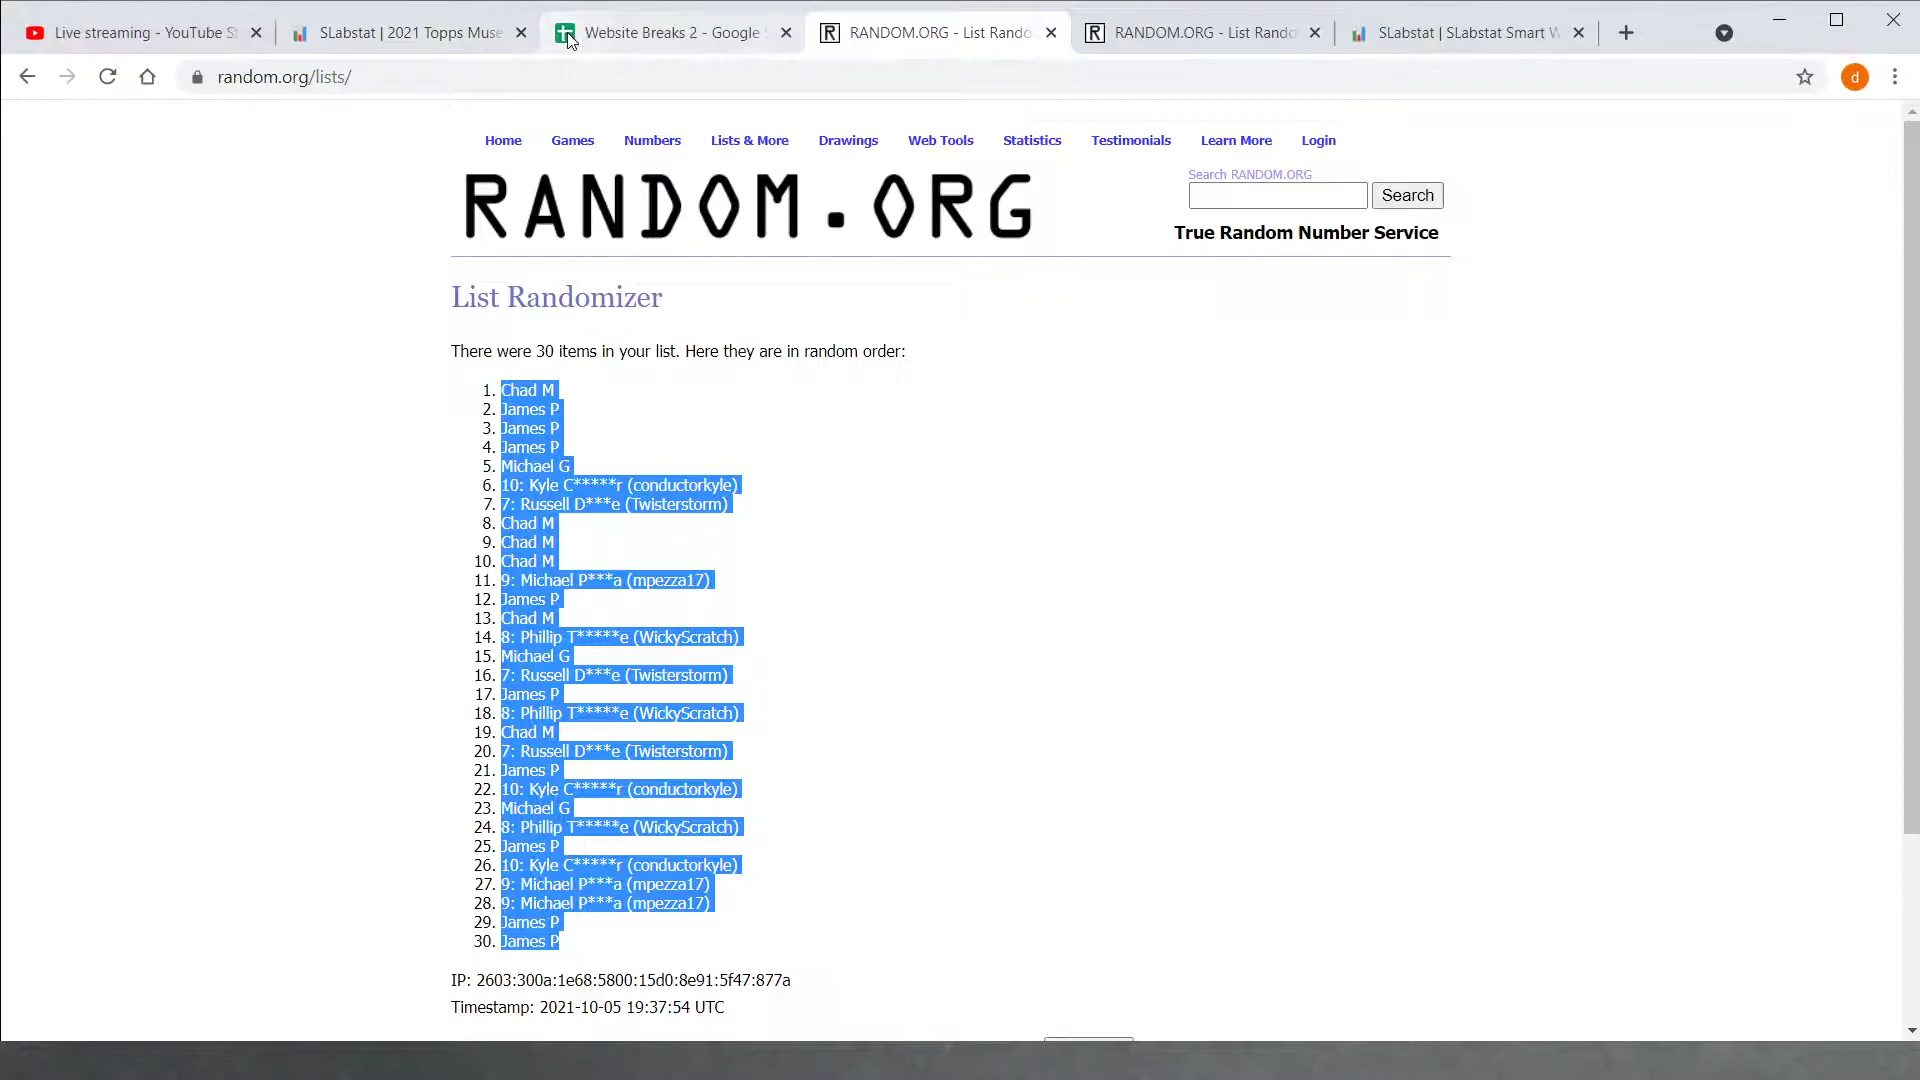 Live streaming - YouTube S
SLabstat | 2021 Topps Muse
Website Breaks 2 - Google S
RANDOM.ORG - List Rando
RANDOM.ORG - List Rando
SLabstat | SLabstat Smart W
random.org/lists/
d
Home Games Numbers Lists & More Drawings Web Tools Statistics Testimonials Learn More Login
RANDOM.ORG
Search RANDOM.ORG
Search
True Random Number Service
List Randomizer
There were 30 items in your list. Here they are in random order:
1. Chad M
2. James P
3. James P
4. James P
5. Michael G
6. 10: Kyle C*****r (conductorkyle)
7. 7: Russell D***e (Twisterstorm)
8. Chad M
9. Chad M
10. Chad M
11. 9: Michael P***a (mpezza17)
12. James P
13. Chad M
14. 8: Phillip T*****e (WickyScratch)
15. Michael G
16. 7: Russell D***e (Twisterstorm)
17. James P
18. 8: Phillip T*****e (WickyScratch)
19. Chad M
20. 7: Russell D***e (Twisterstorm)
21. James P
22. 10: Kyle C*****r (conductorkyle)
23. Michael G
24. 8: Phillip T*****e (WickyScratch)
25. James P
26. 10: Kyle C*****r (conductorkyle)
27. 9: Michael P***a (mpezza17)
28. 9: Michael P***a (mpezza17)
29. James P
30. James P
IP: 2603:300a:1e68:5800:15d0:8e91:5f47:877a
Timestamp: 2021-10-05 19:37:54 UTC